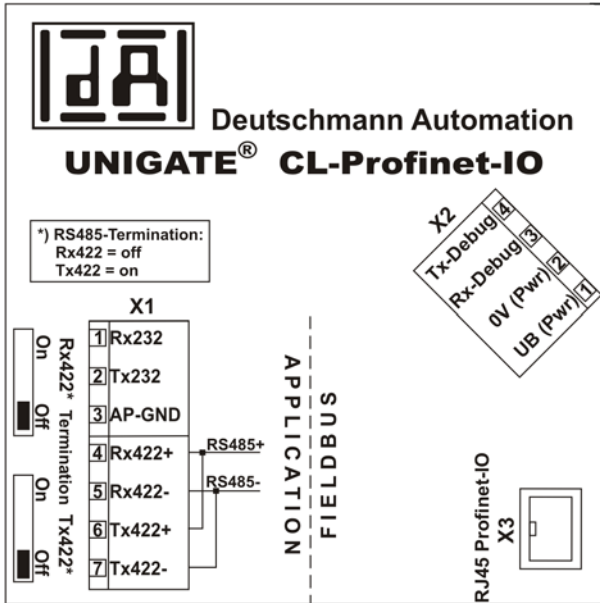 dA
Deutschmann Automation
UNIGATE® CL-Profinet-IO
*) RS485-Termination:
Rx422 = off
Tx422 = on
X2
4 Tx-Debug
3 Rx-Debug
2 0V (Pwr)
1 UB (Pwr)
X1
1 Rx232
2 Tx232
3 AP-GND
4 Rx422+
5 Rx422-
6 Tx422+
7 Tx422-
RS485+
RS485-
On
Off
On
Off
Rx422* Termination Tx422*
APPLICATION
FIELDBUS
RJ45 Profinet-IO
X3